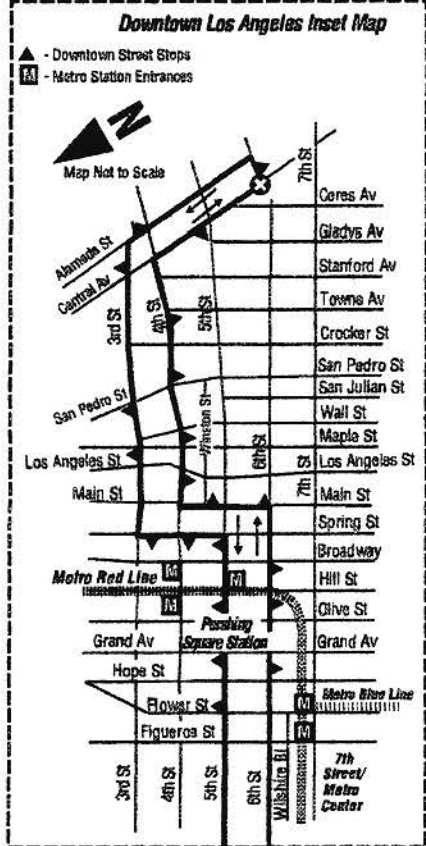 Downtown Los Angeles Inset Map
- Downtown Street Stops
M - Metro Station Entrances
N
Map Not to Scale
7th St
Ceres Av
Gladys Av
Stanford Av
Towne Av
Crocker St
San Pedro St
San Julian St
Wall St
Maple St
Los Angeles St
Main St
Spring St
Broadway
Hill St
Olive St
Grand Av
Alameda St
Central Av
3rd St
4th St
5th St
San Pedro St
Winston St
6th St
7th St
Los Angeles St
Main St
M
M
Metro Red Line
M
Pershing
Square Station
Grand Av
Hope St
Flower St
Figueroa St
M
Metro Blue Line
M
3rd St
4th St
5th St
6th St
Wilshire Bl
7th
Street/
Metro
Center